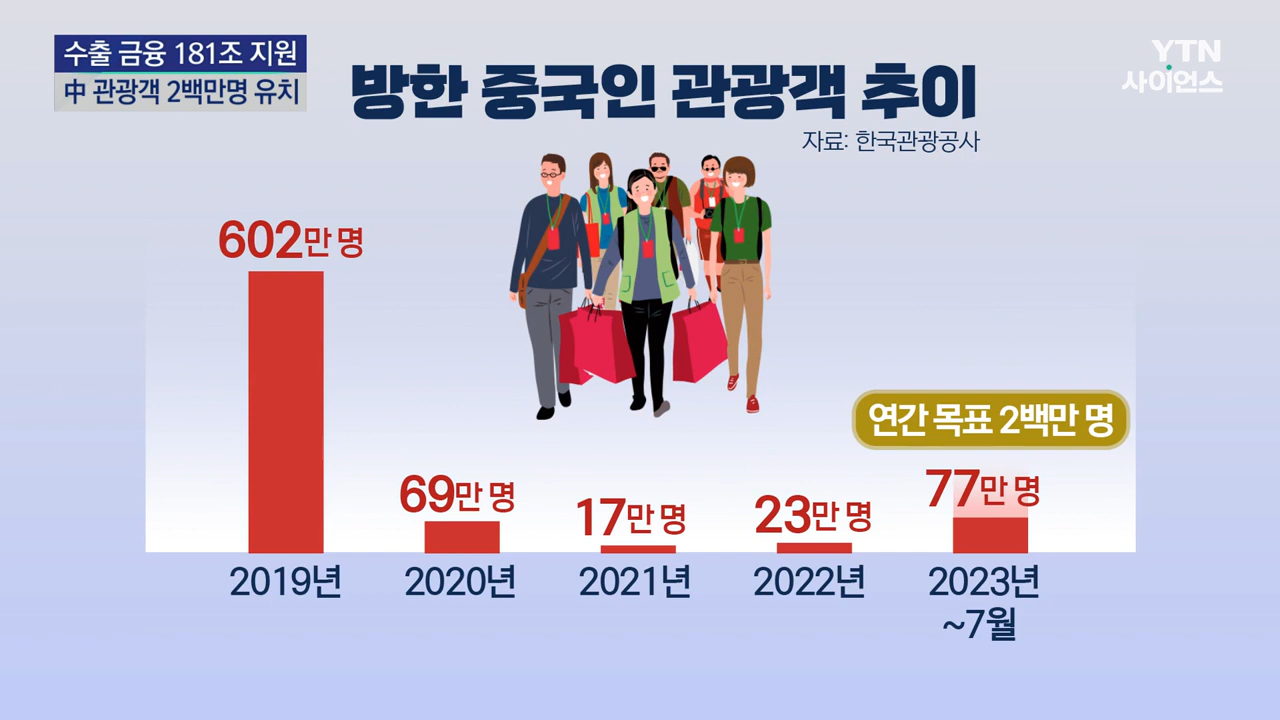 수출 금융 181조 지원
中 관광객 2백만명 유치
방한 중국인 관광객 추이
자료: 한국관광공사
YTN
사이언스
602만 명
69만 명
17만 명
23만 명
연간 목표 2백만 명
77만 명
2019년
2020년
2021년
2022년
2023년
~7월